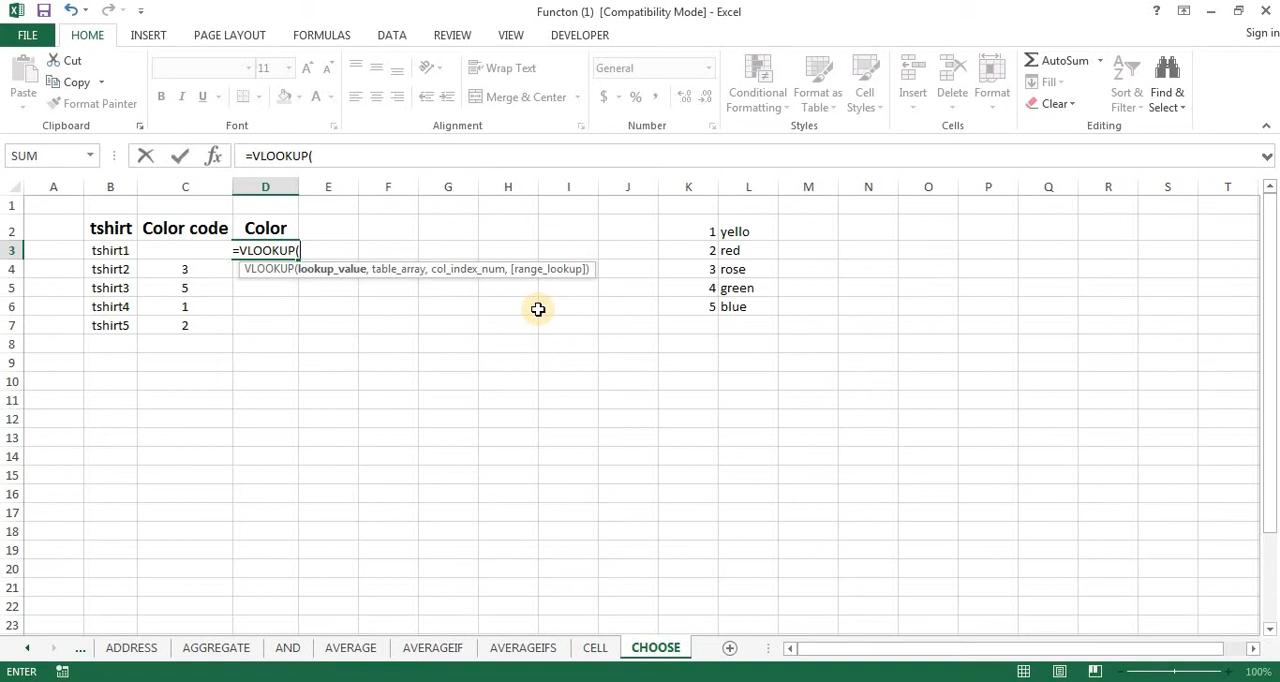 Functon (1) [Compatibility Mode] - Excel
?
FILE HOME INSERT PAGE LAYOUT FORMULAS DATA REVIEW VIEW DEVELOPER Sign in
Cut
Copy
Format Painter
Paste
Clipboard
11
A A
B I U A
Font
Wrap Text
Merge & Center
Alignment
General
$ % ,
Number
Conditional Formatting
Format as Table
Cell Styles
Styles
Insert Delete Format
Cells
AutoSum
Fill
Clear
Sort & Filter
Find & Select
Editing
SUM fx =VLOOKUP(
A B C D E F G H I J K L M N O P Q R S T
1
2 tshirt Color code Color 1 yello
3 tshirt1 =VLOOKUP( 2 red
4 tshirt2 3 VLOOKUP(lookup_value, table_array, col_index_num, [range_lookup]) 3 rose
5 tshirt3 5 4 green
6 tshirt4 1 5 blue
7 tshirt5 2
8
9
10
11
12
13
14
15
16
17
18
19
20
21
22
23
... ADDRESS AGGREGATE AND AVERAGE AVERAGEIF AVERAGEIFS CELL CHOOSE
ENTER 100%